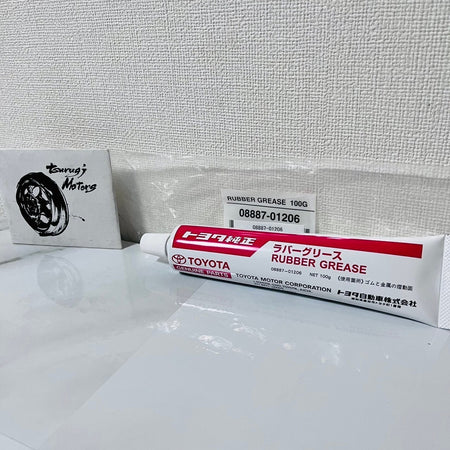 tsurugi
Motors
RUBBER GREASE 100G
08887-01206
08887-01206
トヨタ純正
TOYOTA
GENUINE PARTS
ラバーグリース
RUBBER GREASE
08887-01206 NET 100g (使用箇所)ゴムと金属の摺動面
TOYOTA MOTOR CORPORATION
トヨタ自動車株式会社